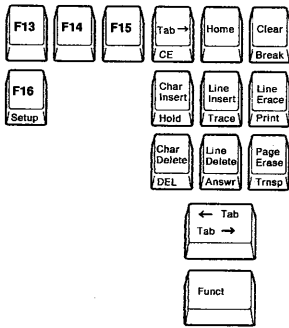 F13 F14 F15 Tab → Home Clear
CE Break
F16 Char Insert Line Insert Line Erace
Setup Hold Trace Print
Char Delete Line Delete Page Erase
DEL Answr Trnsp
← Tab
Tab →
Funct